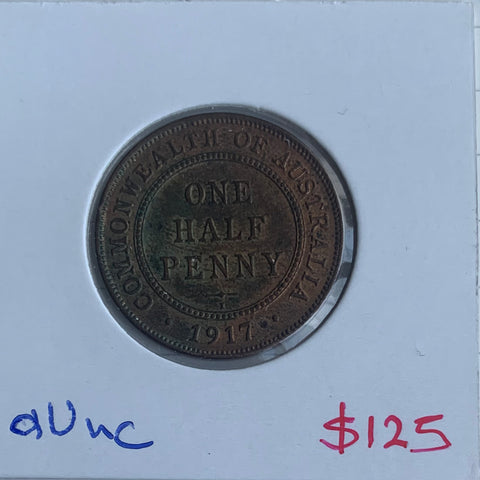 COMMONWEALTH OF AUSTRALIA
ONE
HALF
PENNY
I
1917
aUnc
$125